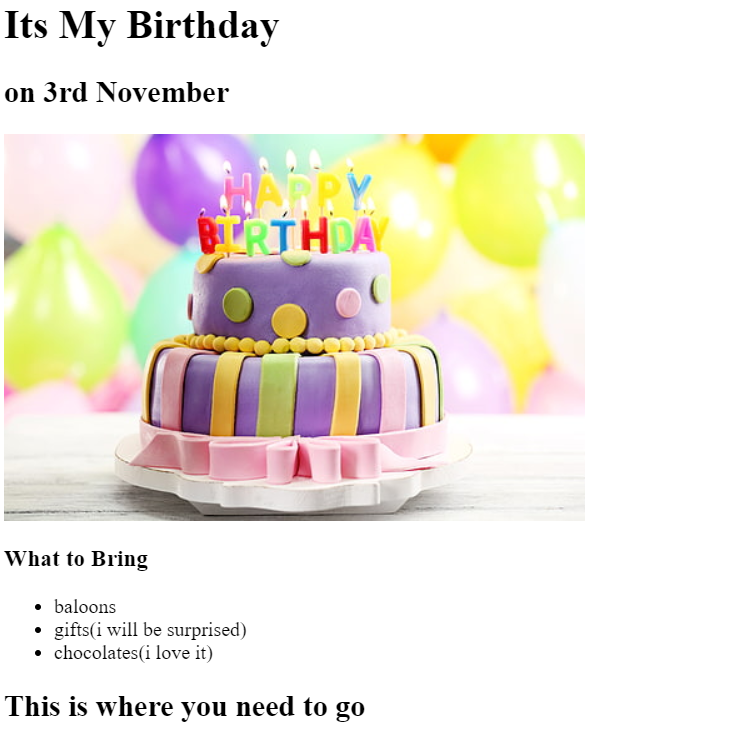 Its My Birthday
on 3rd November
HAPPY
BIRTHDAY
What to Bring
baloons
gifts(i will be surprised)
chocolates(i love it)
This is where you need to go